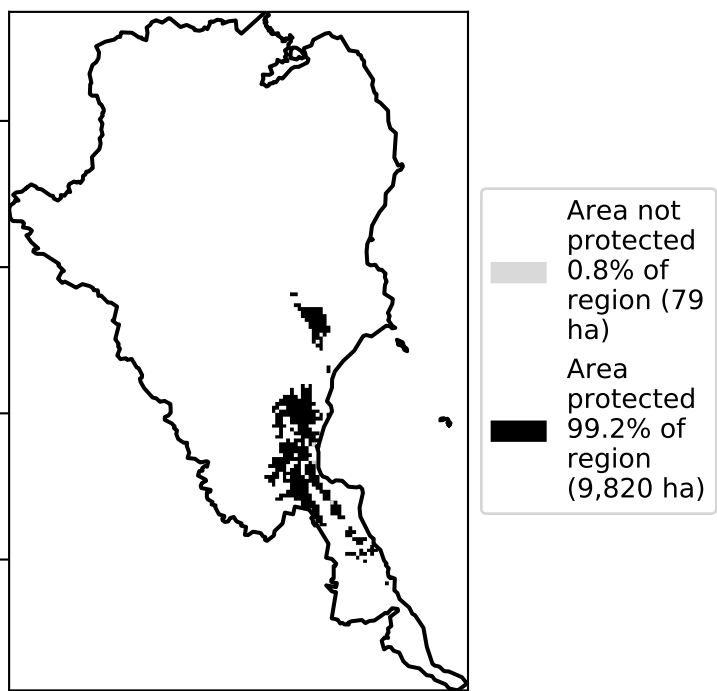 Area not
protected
0.8% of
region (79
ha)
Area
protected
99.2% of
region
(9,820 ha)